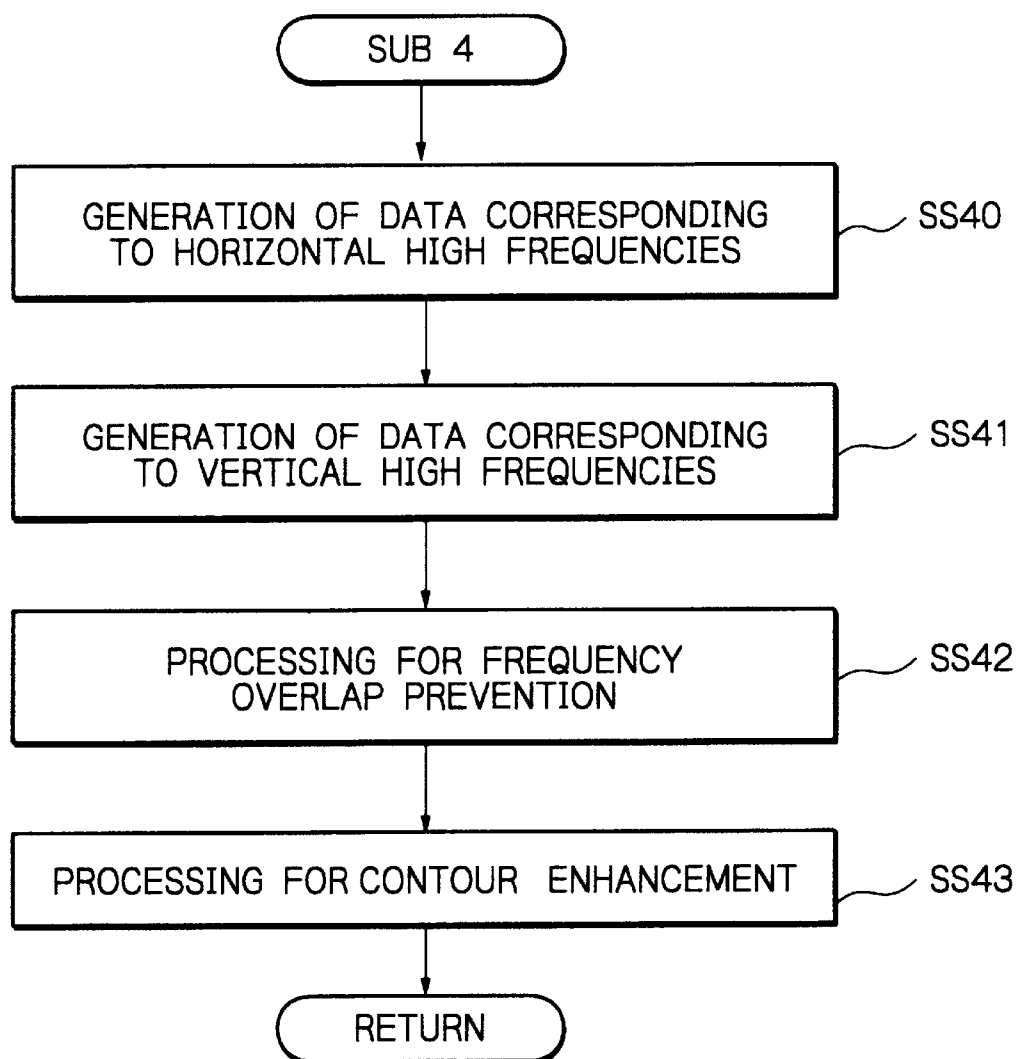 SUB 4
GENERATION OF DATA CORRESPONDING
TO HORIZONTAL HIGH FREQUENCIES
SS40
GENERATION OF DATA CORRESPONDING
TO VERTICAL HIGH FREQUENCIES
SS41
PROCESSING FOR FREQUENCY
OVERLAP PREVENTION
SS42
PROCESSING FOR CONTOUR ENHANCEMENT
SS43
RETURN